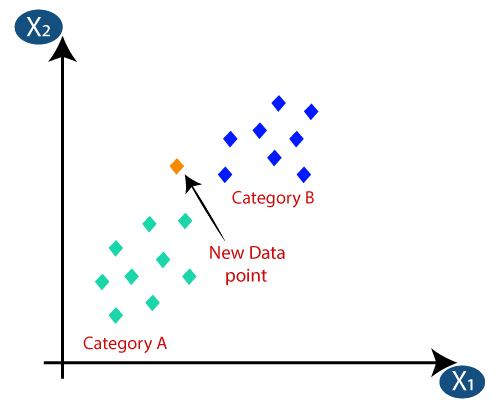 X2
Category B
New Data
point
Category A
X1